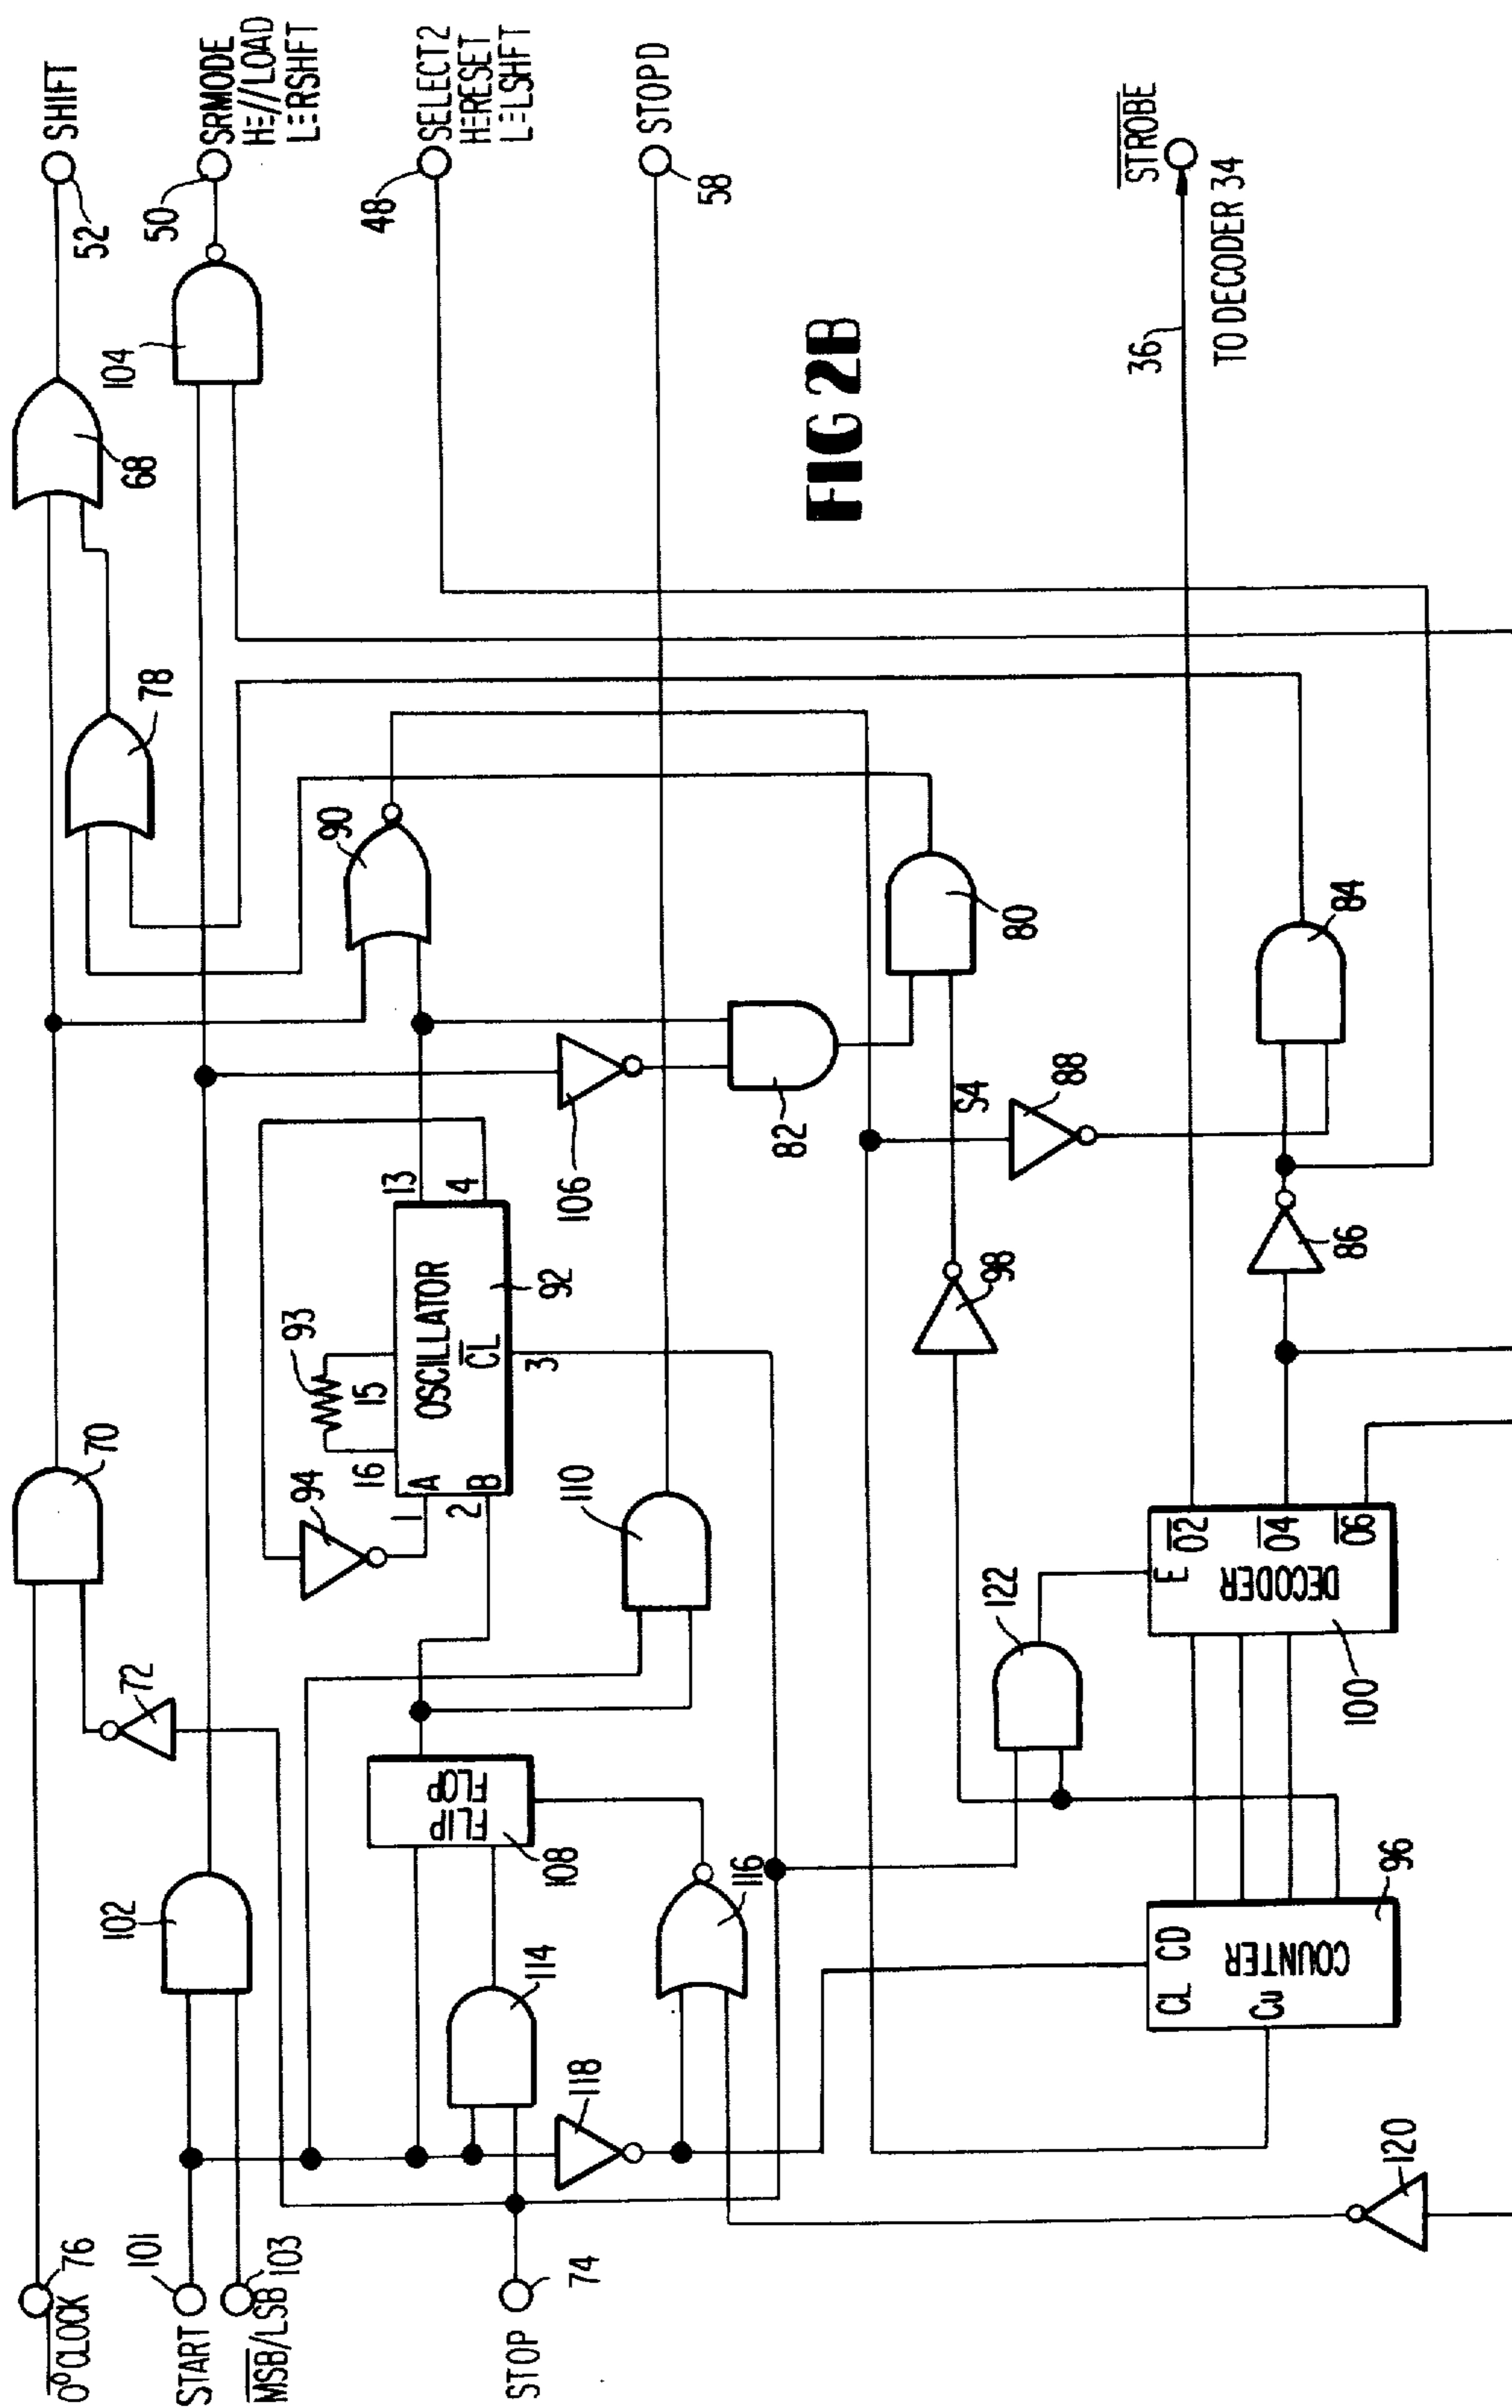 FIG 2B
SHIFT
52
SRMODE
H≡//LOAD
L≡RSHFT
50
SELECT2
H≡RESET
L≡LSHFT
48
STOPD
58
STROBE
36
TO DECODER 34
68
104
78
90
80
84
82
106
S4
88
98
86
13
4
OSCILLATOR
CL
3
92
93
15
16
A
B
1
2
94
70
72
110
122
E
O2
O4
O6
DECODER
100
FLIP
FLOP
108
102
114
116
118
CL CD
Cu
COUNTER
96
120
0° CLOCK
76
START
101
MSB/LSB
103
STOP
74